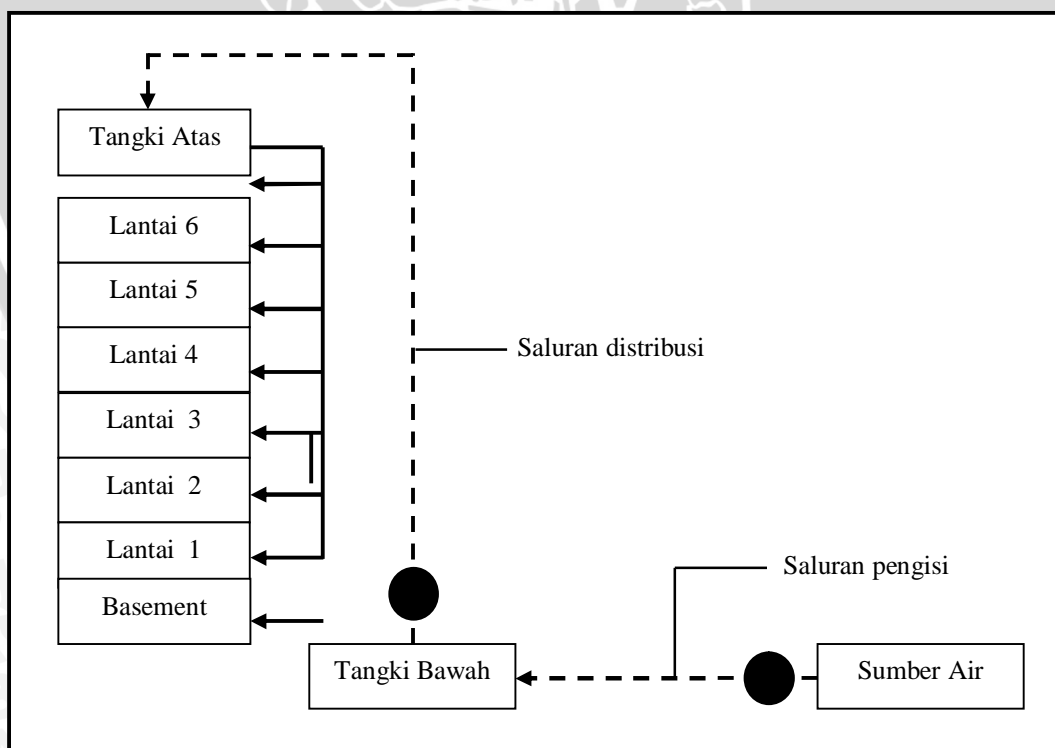 Tangki Atas
Lantai 6
Lantai 5
Lantai 4
Lantai  3
Lantai  2
Lantai  1
Basement
Saluran distribusi
Saluran pengisi
Tangki Bawah
Sumber Air